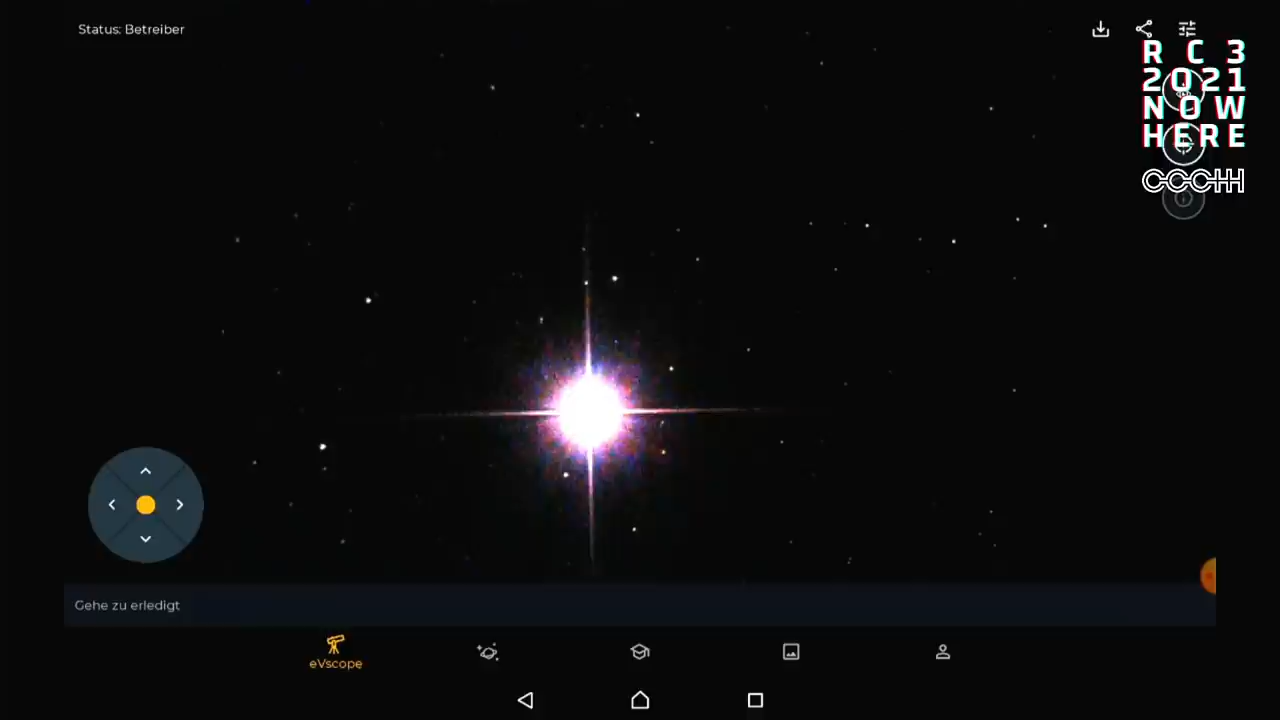 Status: Betreiber
R C 3
2021
NOW
HERE
CCCHH
Gehe zu erledigt
eVscope